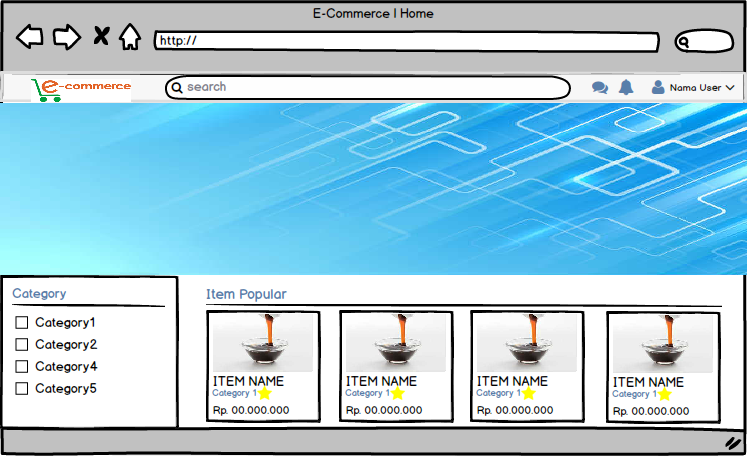 E-Commerce | Home
http://
e-commerce
search
Nama User
Category
Category1
Category2
Category4
Category5
Item Popular
ITEM NAME
Category 1
Rp. 00.000.000
ITEM NAME
Category 1
Rp. 00.000.000
ITEM NAME
Category 1
Rp. 00.000.000
ITEM NAME
Category 1
Rp. 00.000.000